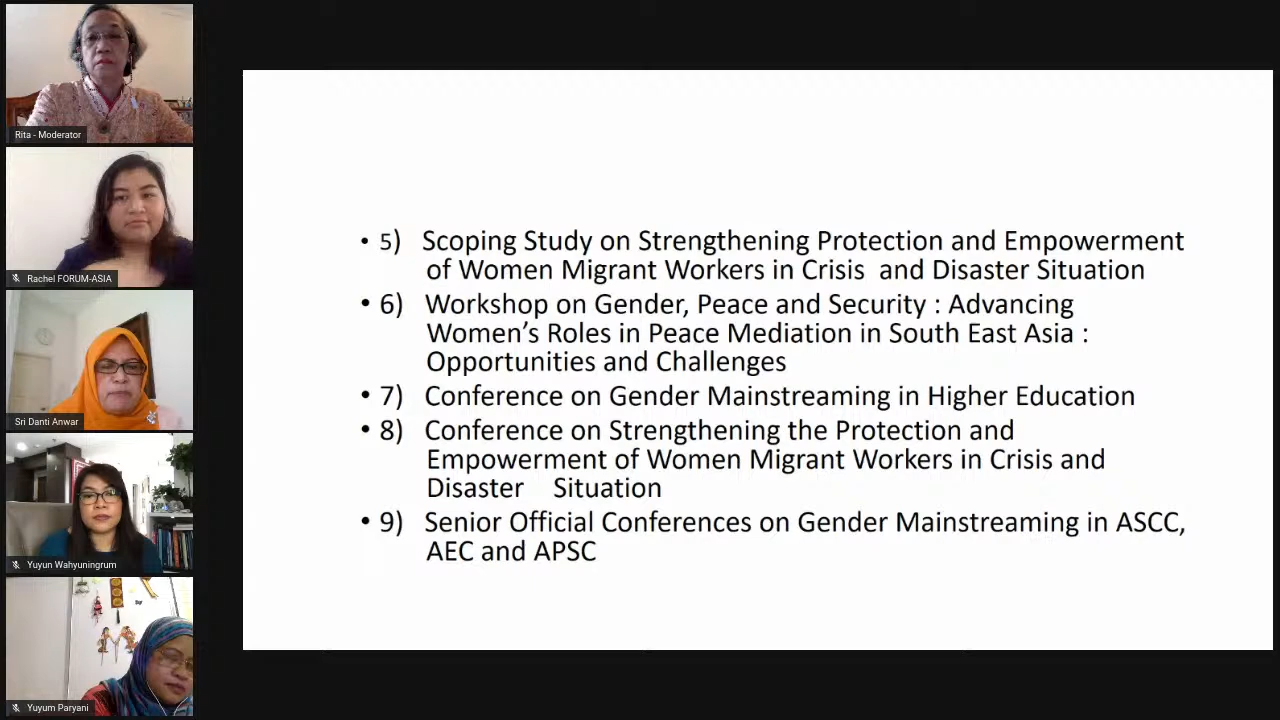 Rita - Moderator
Rachel FORUM-ASIA
Sri Danti Anwar
Yuyun Wahyuningrum
Yuyum Paryani
• 5) Scoping Study on Strengthening Protection and Empowerment
of Women Migrant Workers in Crisis and Disaster Situation
• 6) Workshop on Gender, Peace and Security : Advancing
Women’s Roles in Peace Mediation in South East Asia :
Opportunities and Challenges
• 7) Conference on Gender Mainstreaming in Higher Education
• 8) Conference on Strengthening the Protection and
Empowerment of Women Migrant Workers in Crisis and
Disaster Situation
• 9) Senior Official Conferences on Gender Mainstreaming in ASCC,
AEC and APSC